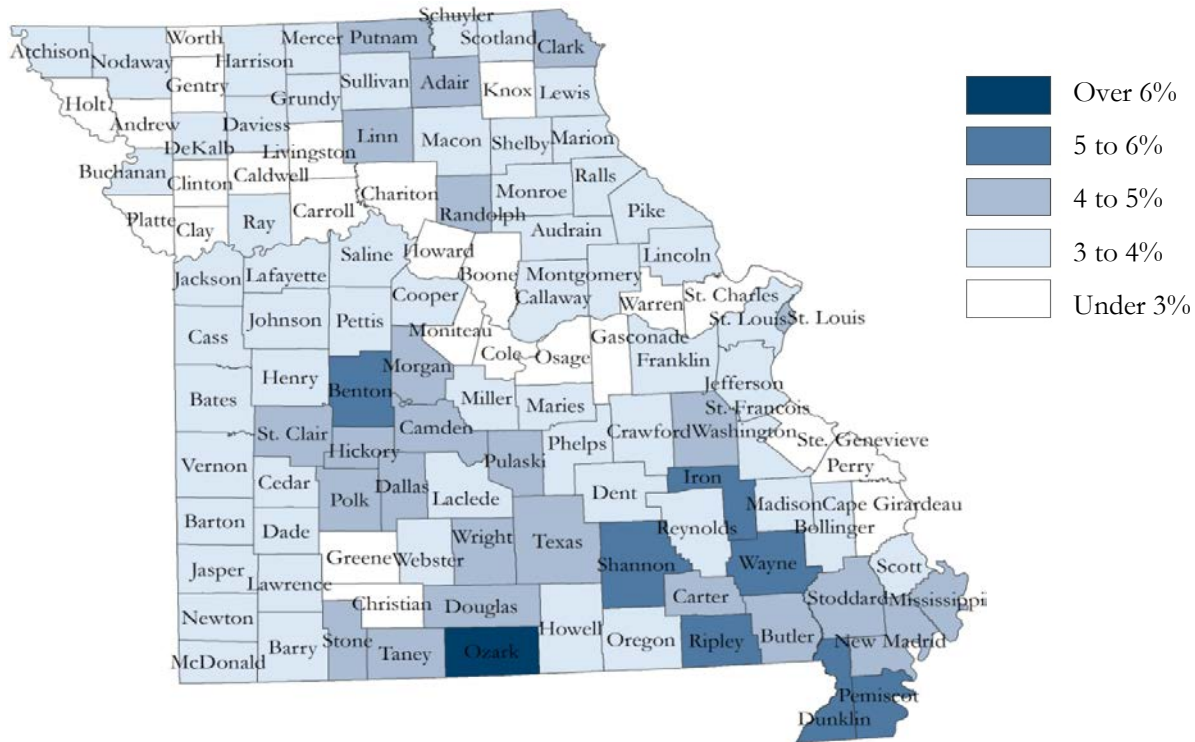 Schuyler
Atchison
Nodaway
Worth
Harrison
Mercer
Putnam
Scotland
Clark
Holt
Gentry
Sullivan
Adair
Knox
Lewis
Andrew
DeKalb
Daviess
Grundy
Linn
Macon
Shelby
Marion
Buchanan
Clinton
Caldwell
Livingston
Chariton
Randolph
Monroe
Ralls
Pike
Platte
Clay
Ray
Carroll
Howard
Audrain
Jackson
Lafayette
Saline
Boone
Montgomery
Callaway
Lincoln
Warren
St. Charles
St. Louis
St. Louis
Cass
Johnson
Pettis
Cooper
Moniteau
Cole
Osage
Gasconade
Franklin
Jefferson
Bates
Henry
Benton
Morgan
Miller
Maries
St. Francois
Vernon
St. Clair
Hickory
Camden
Pulaski
Phelps
Crawford
Washington
Ste. Genevieve
Perry
Cedar
Polk
Dallas
Laclede
Dent
Iron
Madison
Cape Girardeau
Bollinger
Barton
Dade
Greene
Webster
Wright
Texas
Reynolds
Shannon
Wayne
Scott
Jasper
Lawrence
Christian
Douglas
Carter
Stoddard
Mississippi
Newton
Barry
Stone
Taney
Ozark
Howell
Oregon
Ripley
Butler
New Madrid
McDonald
Dunklin
Pemiscot
Over 6%
5 to 6%
4 to 5%
3 to 4%
Under 3%